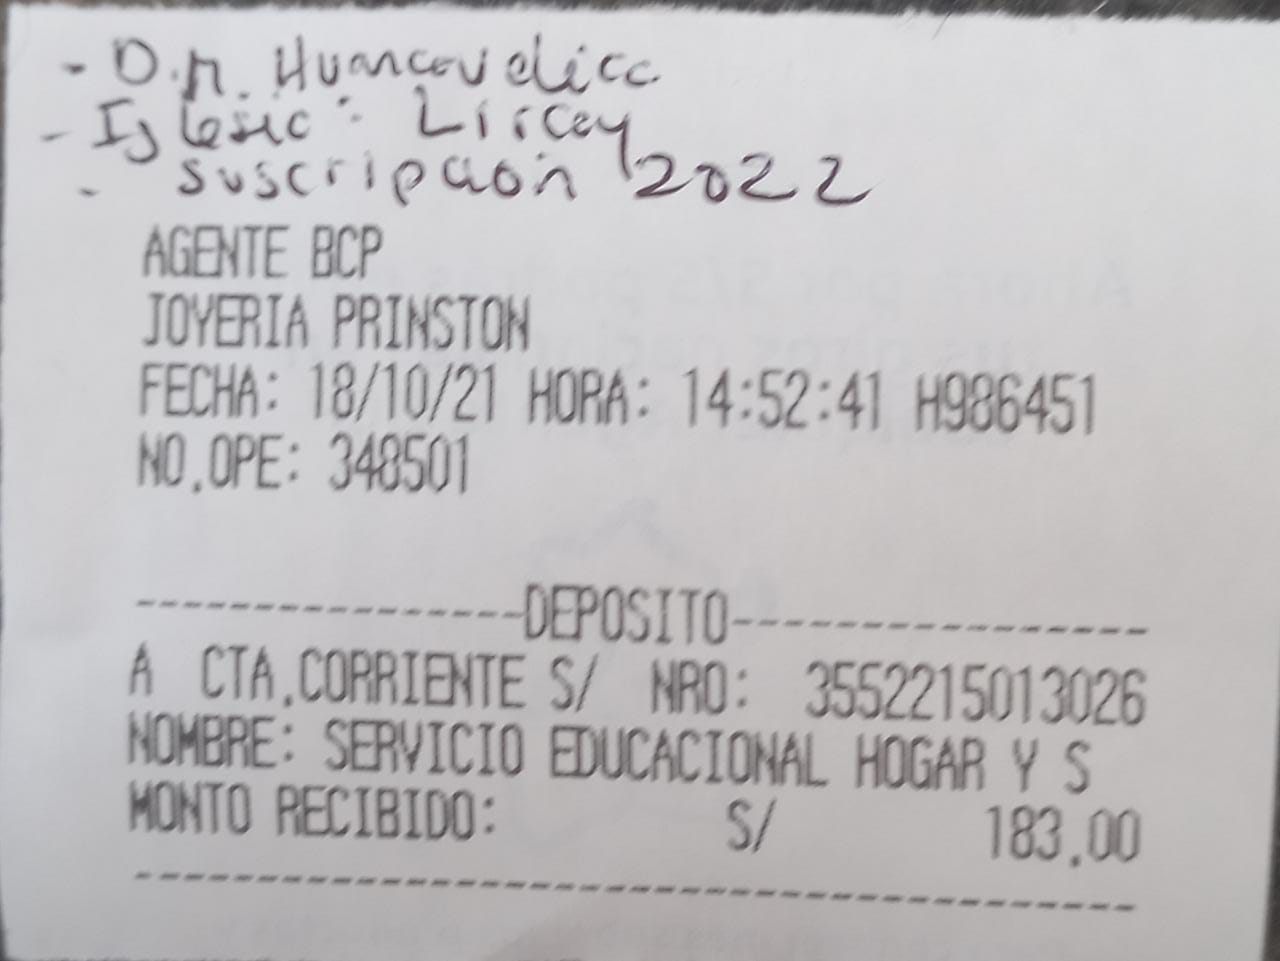 - D.M. Huancavelica
- Iglesia: Lircay
- suscripcion 2022
AGENTE BCP
JOYERIA PRINSTON
FECHA: 18/10/21 HORA: 14:52:41 H986451
NO.OPE: 348501
----------------DEPOSITO-----------------
A CTA.CORRIENTE S/ NRO: 3552215013026
NOMBRE: SERVICIO EDUCACIONAL HOGAR Y S
MONTO RECIBIDO: S/ 183.00